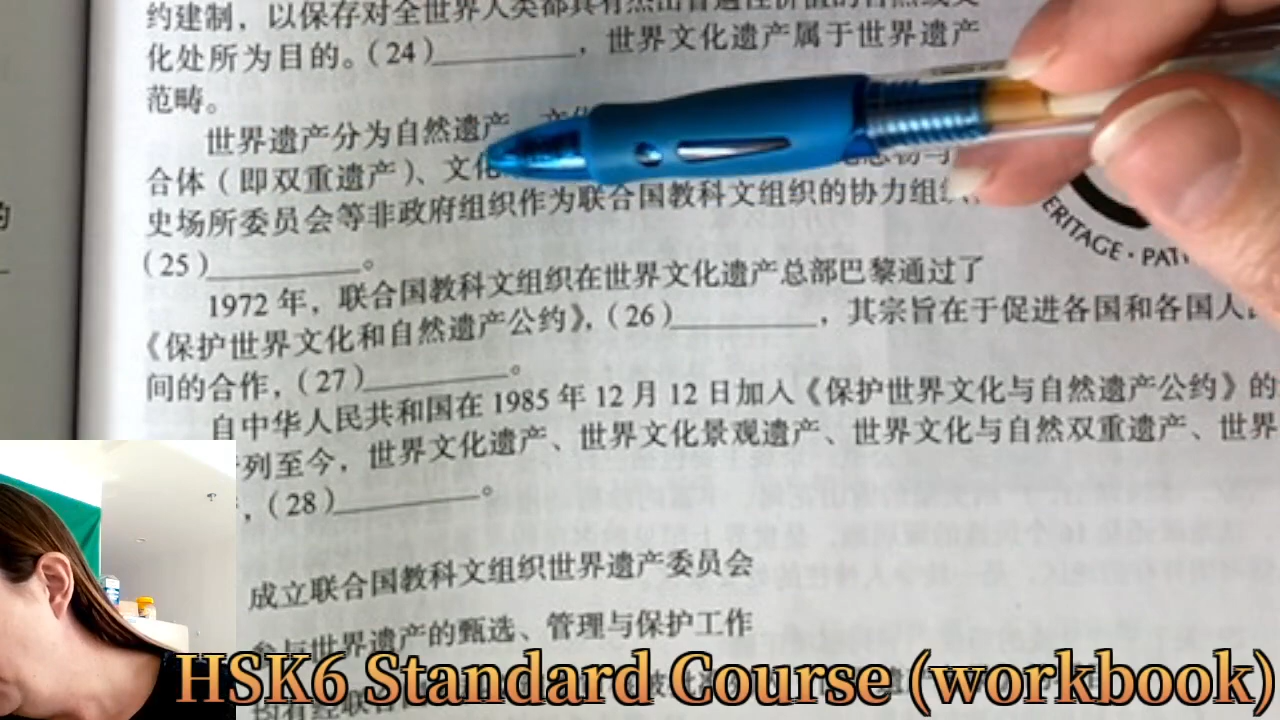 约建制，以保存对全世界人类都具有杰出普遍性价值的自然或文
化处所为目的。（24）__________，世界文化遗产属于世界遗产
范畴。
世界遗产分为自然遗产、文化
合体（即双重遗产）、文化
史场所委员会等非政府组织作为联合国教科文组织的协力组织，
（25）__________。
1972 年，联合国教科文组织在世界文化遗产总部巴黎通过了
《保护世界文化和自然遗产公约》，（26）__________，其宗旨在于促进各国和各国人民
间的合作，（27）__________。
自中华人民共和国在 1985 年 12 月 12 日加入《保护世界文化与自然遗产公约》的
行列至今，世界文化遗产、世界文化景观遗产、世界文化与自然双重遗产、世界
，（28）__________。
成立联合国教科文组织世界遗产委员会
参与世界遗产的甄选、管理与保护工作
ERITAGE · PAT
HSK6 Standard Course (workbook)